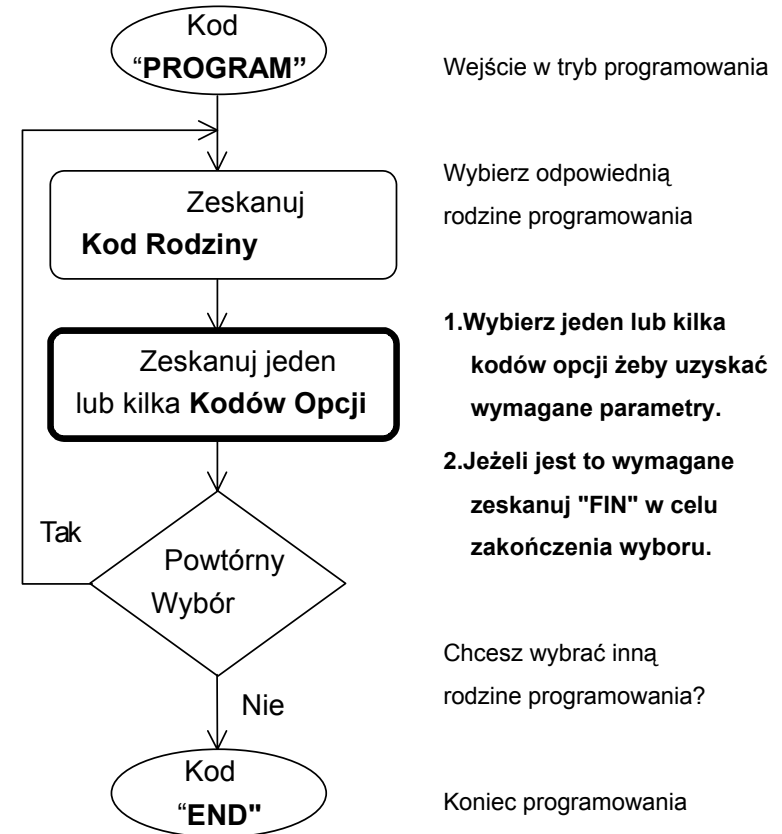 Kod
“PROGRAM”
Wejście w tryb programowania
Zeskanuj
Kod Rodziny
Wybierz odpowiednią
rodzine programowania
Zeskanuj jeden
lub kilka Kodów Opcji
1.Wybierz jeden lub kilka
kodów opcji żeby uzyskać
wymagane parametry.
2.Jeżeli jest to wymagane
zeskanuj "FIN" w celu
zakończenia wyboru.
Tak
Powtórny
Wybór
Chcesz wybrać inną
rodzine programowania?
Nie
Kod
“END"
Koniec programowania